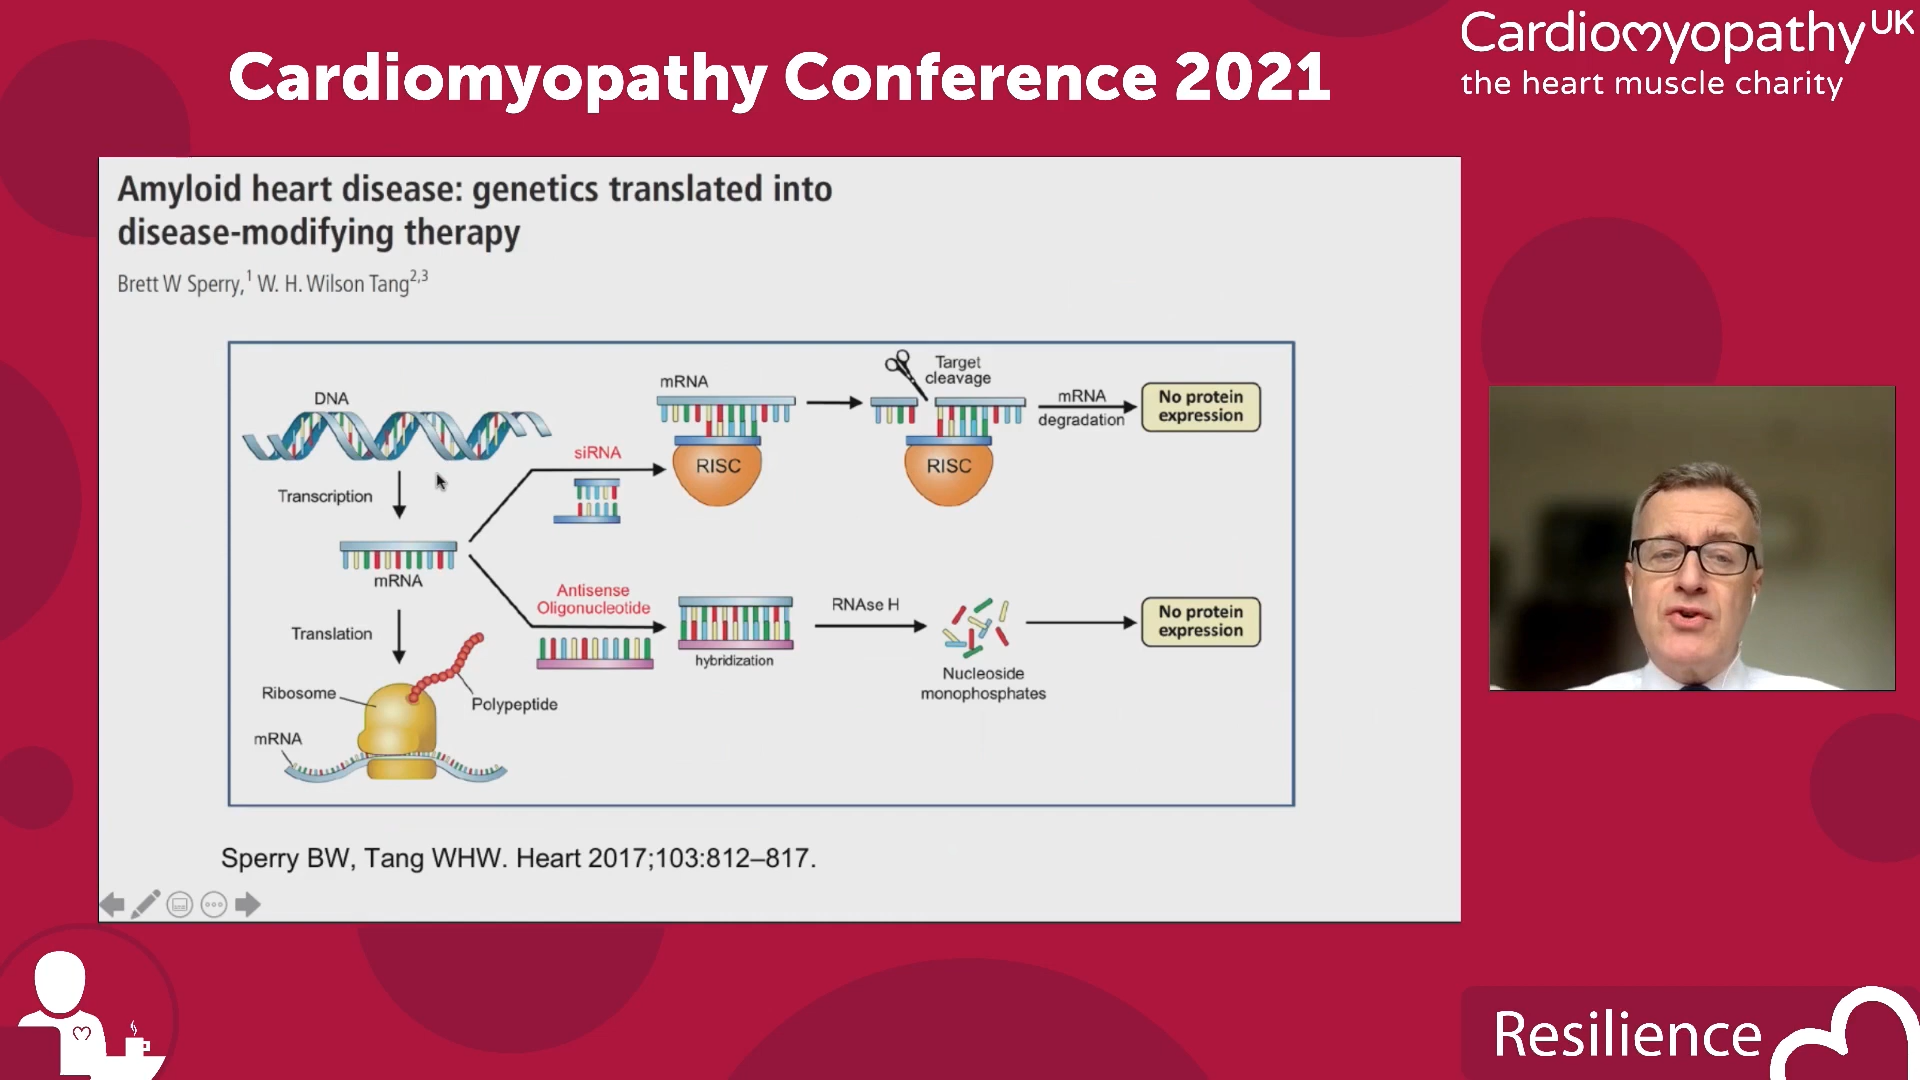 Cardiomyopathy Conference 2021
Cardiomyopathy UK
the heart muscle charity
Amyloid heart disease: genetics translated into
disease-modifying therapy
Brett W Sperry,1 W. H. Wilson Tang2,3
DNA
Transcription
mRNA
Translation
Ribosome
Polypeptide
mRNA
siRNA
mRNA
RISC
Target
cleavage
RISC
mRNA
degradation
No protein
expression
Antisense
Oligonucleotide
hybridization
RNAse H
Nucleoside
monophosphates
No protein
expression
Sperry BW, Tang WHW. Heart 2017;103:812–817.
Resilience